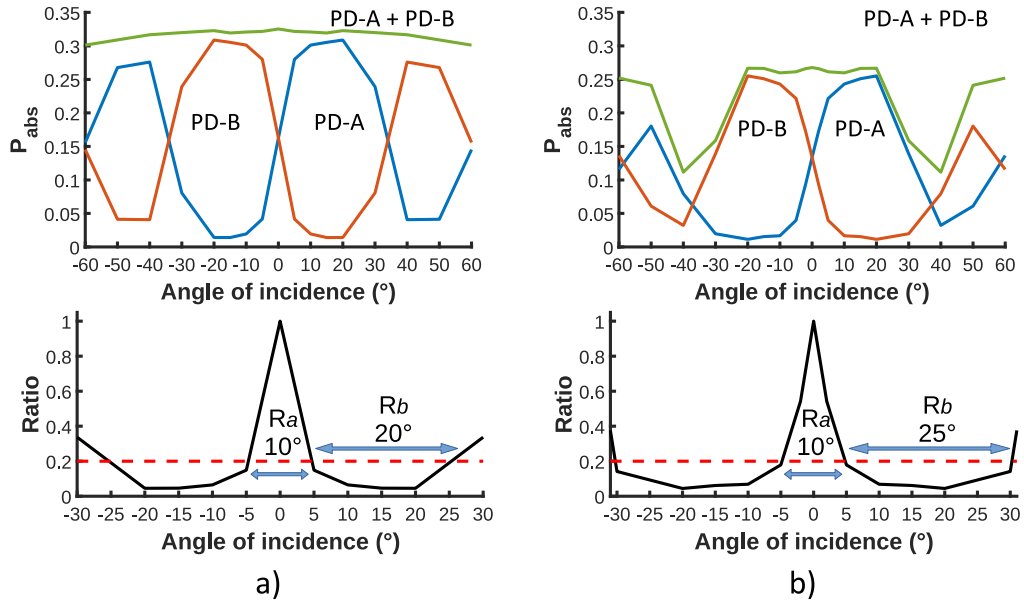 PD-A + PD-B
0.35
0.3
0.25
0.2
0.15
0.1
0.05
0
P_abs
PD-B
PD-A
-60 -50 -40 -30 -20 -10 0 10 20 30 40 50 60
Angle of incidence (°)
PD-A + PD-B
0.35
0.3
0.25
0.2
0.15
0.1
0.05
0
P_abs
PD-B
PD-A
-60 -50 -40 -30 -20 -10 0 10 20 30 40 50 60
Angle of incidence (°)
1
0.8
0.6
0.4
0.2
0
Ratio
Ra
10°
Rb
20°
-30 -25 -20 -15 -10 -5 0 5 10 15 20 25 30
Angle of incidence (°)
a)
1
0.8
0.6
0.4
0.2
0
Ratio
Ra
10°
Rb
25°
-30 -25 -20 -15 -10 -5 0 5 10 15 20 25 30
Angle of incidence (°)
b)